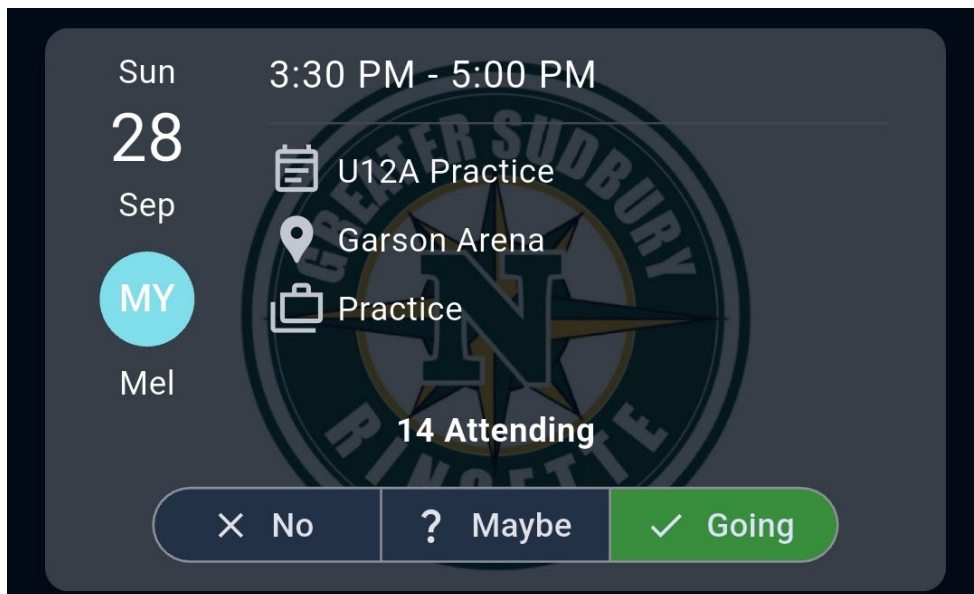 Sun
28
Sep
MY
Mel
3:30 PM - 5:00 PM
U12A Practice
Garson Arena
Practice
14 Attending
No
? Maybe
Going
GREATER SUDBURY
N
RINGETTE